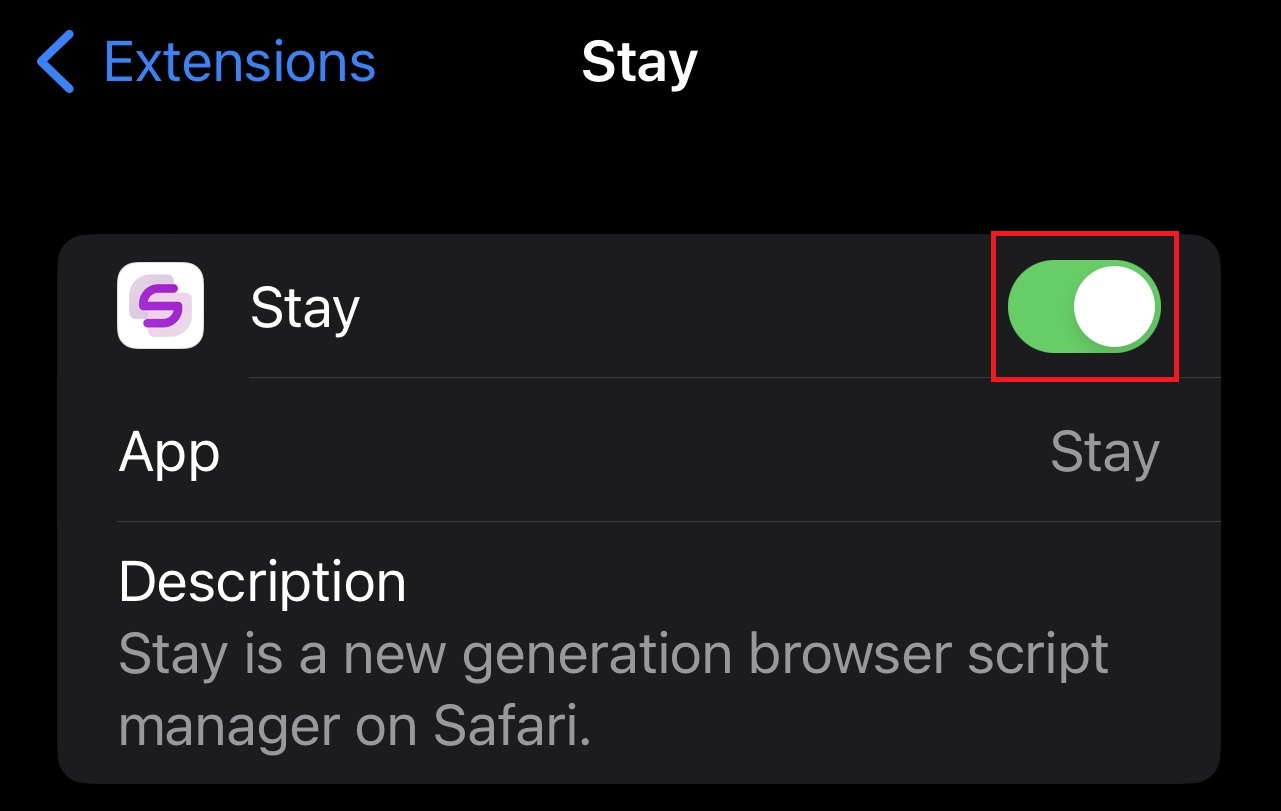 Extensions
Stay
Stay
App
Stay
Description
Stay is a new generation browser script
manager on Safari.